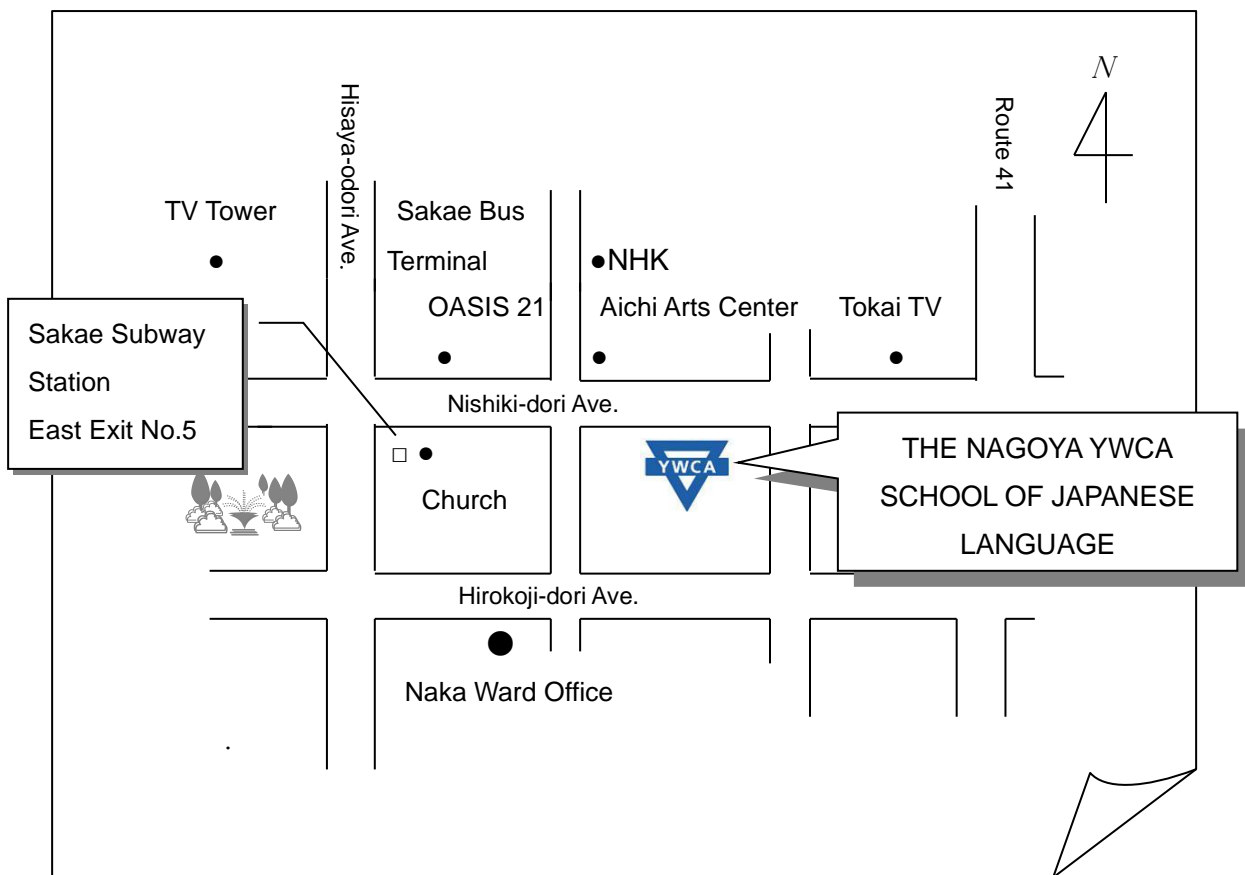 N
Hisaya-odori Ave.
Route 41
TV Tower
Sakae Bus
Terminal
NHK
OASIS 21
Aichi Arts Center
Tokai TV
Sakae Subway
Station
East Exit No.5
Nishiki-dori Ave.
Church
YWCA
THE NAGOYA YWCA
SCHOOL OF JAPANESE
LANGUAGE
Hirokoji-dori Ave.
Naka Ward Office